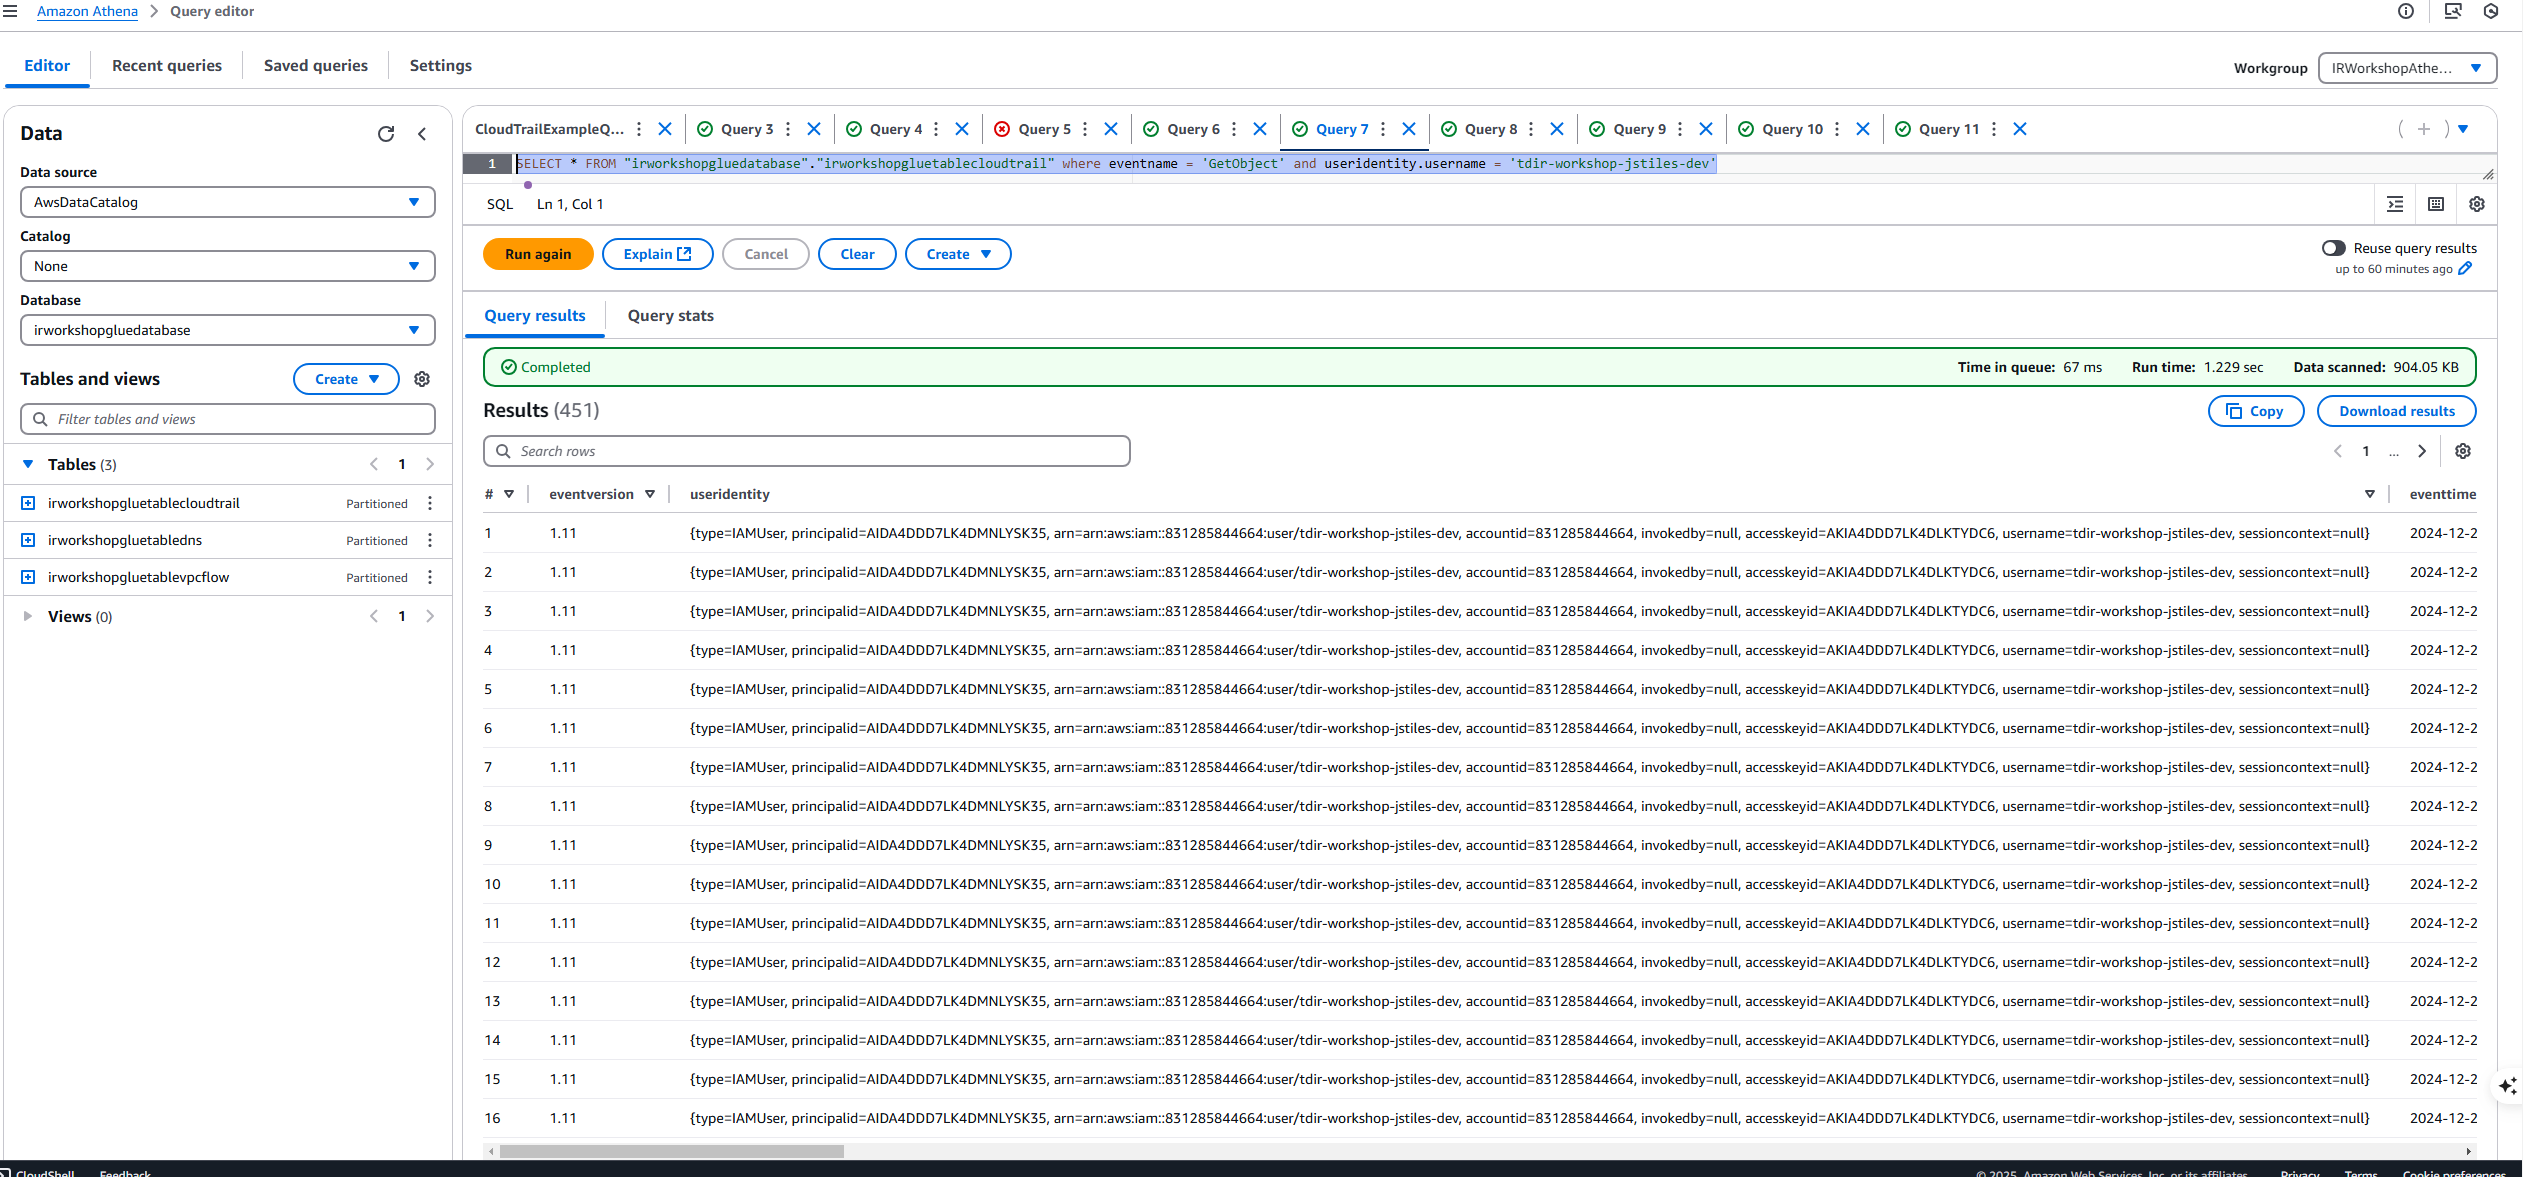 Amazon Athena > Query editor
Editor Recent queries Saved queries Settings
Workgroup IRWorkshopAthe...
Data
Data source
AwsDataCatalog
Catalog
None
Database
irworkshopgluedatabase
Tables and views Create
Filter tables and views
Tables (3) 1
irworkshopgluetablecloudtrail Partitioned
irworkshopgluetabledns Partitioned
irworkshopgluetablevpcflow Partitioned
Views (0) 1
CloudTrailExampleQ... Query 3 Query 4 Query 5 Query 6 Query 7 Query 8 Query 9 Query 10 Query 11
1 SELECT * FROM "irworkshopgluedatabase"."irworkshopgluetablecloudtrail" where eventname = 'GetObject' and useridentity.username = 'tdir-workshop-jstiles-dev'
SQL Ln 1, Col 1
Run again Explain Cancel Clear Create
Reuse query results
up to 60 minutes ago
Query results Query stats
Completed Time in queue: 67 ms Run time: 1.229 sec Data scanned: 904.05 KB
Results (451) Copy Download results
Search rows 1 ...
# eventversion useridentity eventtime
1 1.11 {type=IAMUser, principalid=AIDA4DDD7LK4DMNLYSK35, arn=arn:aws:iam::831285844664:user/tdir-workshop-jstiles-dev, accountid=831285844664, invokedby=null, accesskeyid=AKIA4DDD7LK4DLKTYDC6, username=tdir-workshop-jstiles-dev, sessioncontext=null} 2024-12-2
2 1.11 {type=IAMUser, principalid=AIDA4DDD7LK4DMNLYSK35, arn=arn:aws:iam::831285844664:user/tdir-workshop-jstiles-dev, accountid=831285844664, invokedby=null, accesskeyid=AKIA4DDD7LK4DLKTYDC6, username=tdir-workshop-jstiles-dev, sessioncontext=null} 2024-12-2
3 1.11 {type=IAMUser, principalid=AIDA4DDD7LK4DMNLYSK35, arn=arn:aws:iam::831285844664:user/tdir-workshop-jstiles-dev, accountid=831285844664, invokedby=null, accesskeyid=AKIA4DDD7LK4DLKTYDC6, username=tdir-workshop-jstiles-dev, sessioncontext=null} 2024-12-2
4 1.11 {type=IAMUser, principalid=AIDA4DDD7LK4DMNLYSK35, arn=arn:aws:iam::831285844664:user/tdir-workshop-jstiles-dev, accountid=831285844664, invokedby=null, accesskeyid=AKIA4DDD7LK4DLKTYDC6, username=tdir-workshop-jstiles-dev, sessioncontext=null} 2024-12-2
5 1.11 {type=IAMUser, principalid=AIDA4DDD7LK4DMNLYSK35, arn=arn:aws:iam::831285844664:user/tdir-workshop-jstiles-dev, accountid=831285844664, invokedby=null, accesskeyid=AKIA4DDD7LK4DLKTYDC6, username=tdir-workshop-jstiles-dev, sessioncontext=null} 2024-12-2
6 1.11 {type=IAMUser, principalid=AIDA4DDD7LK4DMNLYSK35, arn=arn:aws:iam::831285844664:user/tdir-workshop-jstiles-dev, accountid=831285844664, invokedby=null, accesskeyid=AKIA4DDD7LK4DLKTYDC6, username=tdir-workshop-jstiles-dev, sessioncontext=null} 2024-12-2
7 1.11 {type=IAMUser, principalid=AIDA4DDD7LK4DMNLYSK35, arn=arn:aws:iam::831285844664:user/tdir-workshop-jstiles-dev, accountid=831285844664, invokedby=null, accesskeyid=AKIA4DDD7LK4DLKTYDC6, username=tdir-workshop-jstiles-dev, sessioncontext=null} 2024-12-2
8 1.11 {type=IAMUser, principalid=AIDA4DDD7LK4DMNLYSK35, arn=arn:aws:iam::831285844664:user/tdir-workshop-jstiles-dev, accountid=831285844664, invokedby=null, accesskeyid=AKIA4DDD7LK4DLKTYDC6, username=tdir-workshop-jstiles-dev, sessioncontext=null} 2024-12-2
9 1.11 {type=IAMUser, principalid=AIDA4DDD7LK4DMNLYSK35, arn=arn:aws:iam::831285844664:user/tdir-workshop-jstiles-dev, accountid=831285844664, invokedby=null, accesskeyid=AKIA4DDD7LK4DLKTYDC6, username=tdir-workshop-jstiles-dev, sessioncontext=null} 2024-12-2
10 1.11 {type=IAMUser, principalid=AIDA4DDD7LK4DMNLYSK35, arn=arn:aws:iam::831285844664:user/tdir-workshop-jstiles-dev, accountid=831285844664, invokedby=null, accesskeyid=AKIA4DDD7LK4DLKTYDC6, username=tdir-workshop-jstiles-dev, sessioncontext=null} 2024-12-2
11 1.11 {type=IAMUser, principalid=AIDA4DDD7LK4DMNLYSK35, arn=arn:aws:iam::831285844664:user/tdir-workshop-jstiles-dev, accountid=831285844664, invokedby=null, accesskeyid=AKIA4DDD7LK4DLKTYDC6, username=tdir-workshop-jstiles-dev, sessioncontext=null} 2024-12-2
12 1.11 {type=IAMUser, principalid=AIDA4DDD7LK4DMNLYSK35, arn=arn:aws:iam::831285844664:user/tdir-workshop-jstiles-dev, accountid=831285844664, invokedby=null, accesskeyid=AKIA4DDD7LK4DLKTYDC6, username=tdir-workshop-jstiles-dev, sessioncontext=null} 2024-12-2
13 1.11 {type=IAMUser, principalid=AIDA4DDD7LK4DMNLYSK35, arn=arn:aws:iam::831285844664:user/tdir-workshop-jstiles-dev, accountid=831285844664, invokedby=null, accesskeyid=AKIA4DDD7LK4DLKTYDC6, username=tdir-workshop-jstiles-dev, sessioncontext=null} 2024-12-2
14 1.11 {type=IAMUser, principalid=AIDA4DDD7LK4DMNLYSK35, arn=arn:aws:iam::831285844664:user/tdir-workshop-jstiles-dev, accountid=831285844664, invokedby=null, accesskeyid=AKIA4DDD7LK4DLKTYDC6, username=tdir-workshop-jstiles-dev, sessioncontext=null} 2024-12-2
15 1.11 {type=IAMUser, principalid=AIDA4DDD7LK4DMNLYSK35, arn=arn:aws:iam::831285844664:user/tdir-workshop-jstiles-dev, accountid=831285844664, invokedby=null, accesskeyid=AKIA4DDD7LK4DLKTYDC6, username=tdir-workshop-jstiles-dev, sessioncontext=null} 2024-12-2
16 1.11 {type=IAMUser, principalid=AIDA4DDD7LK4DMNLYSK35, arn=arn:aws:iam::831285844664:user/tdir-workshop-jstiles-dev, accountid=831285844664, invokedby=null, accesskeyid=AKIA4DDD7LK4DLKTYDC6, username=tdir-workshop-jstiles-dev, sessioncontext=null} 2024-12-2
CloudShell Feedback © 2025, Amazon Web Services, Inc. or its affiliates. Privacy Terms Cookie preferences